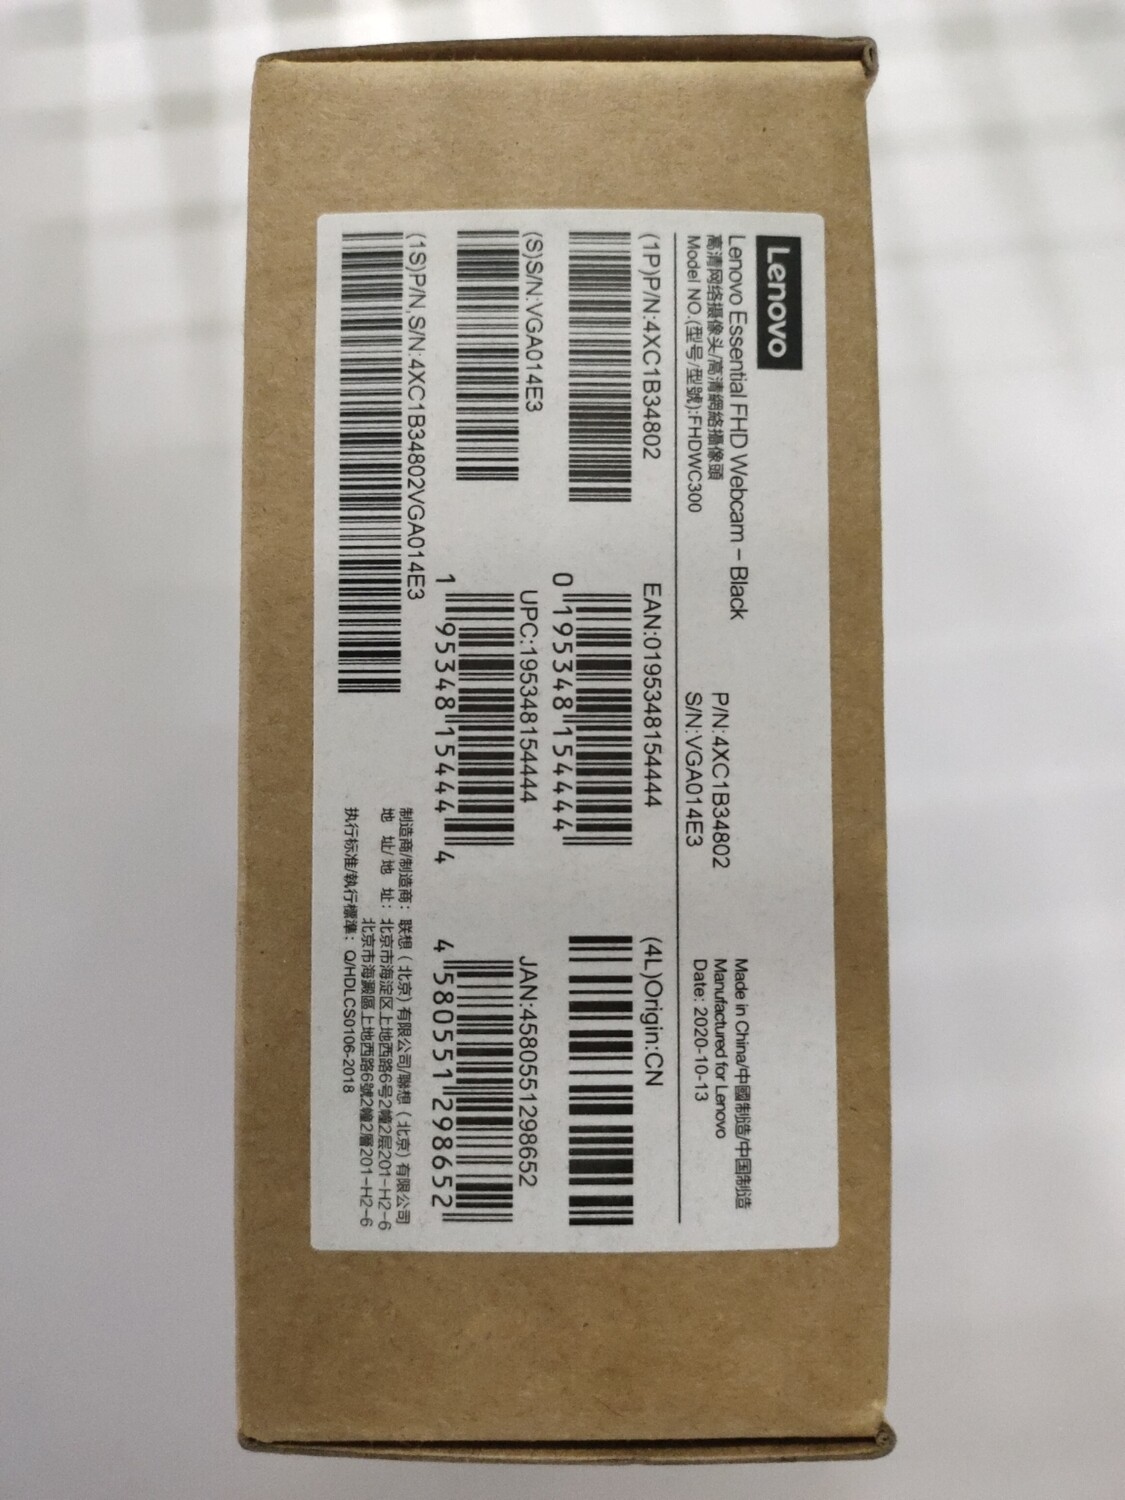 Lenovo
Lenovo Essential FHD Webcam – Black
高清网络摄像头/高清網絡攝像頭
Model NO.(型号/型號):FHDWC300
P/N:4XC1B34802
S/N:VGA014E3
Made in China/中國制造/中国制造
Manufactured for Lenovo
Date: 2020-10-13
(1P)P/N:4XC1B34802
EAN:0195348154444
0 195348 154444
(4L)Origin:CN
(S)S/N:VGA014E3
UPC:195348154444
1 95348 15444 4
JAN:4580551298652
4 580551 298652
(1S)P/N,S/N:4XC1B34802VGA014E3
制造商/制造商：联想（北京）有限公司/聯想（北京）有限公司
地 址/地 址：北京市海淀区上地西路6号2幢2层201-H2-6
北京市海澱區上地西路6號2幢2層201-H2-6
执行标准/執行標準：Q/HDLCS0106-2018